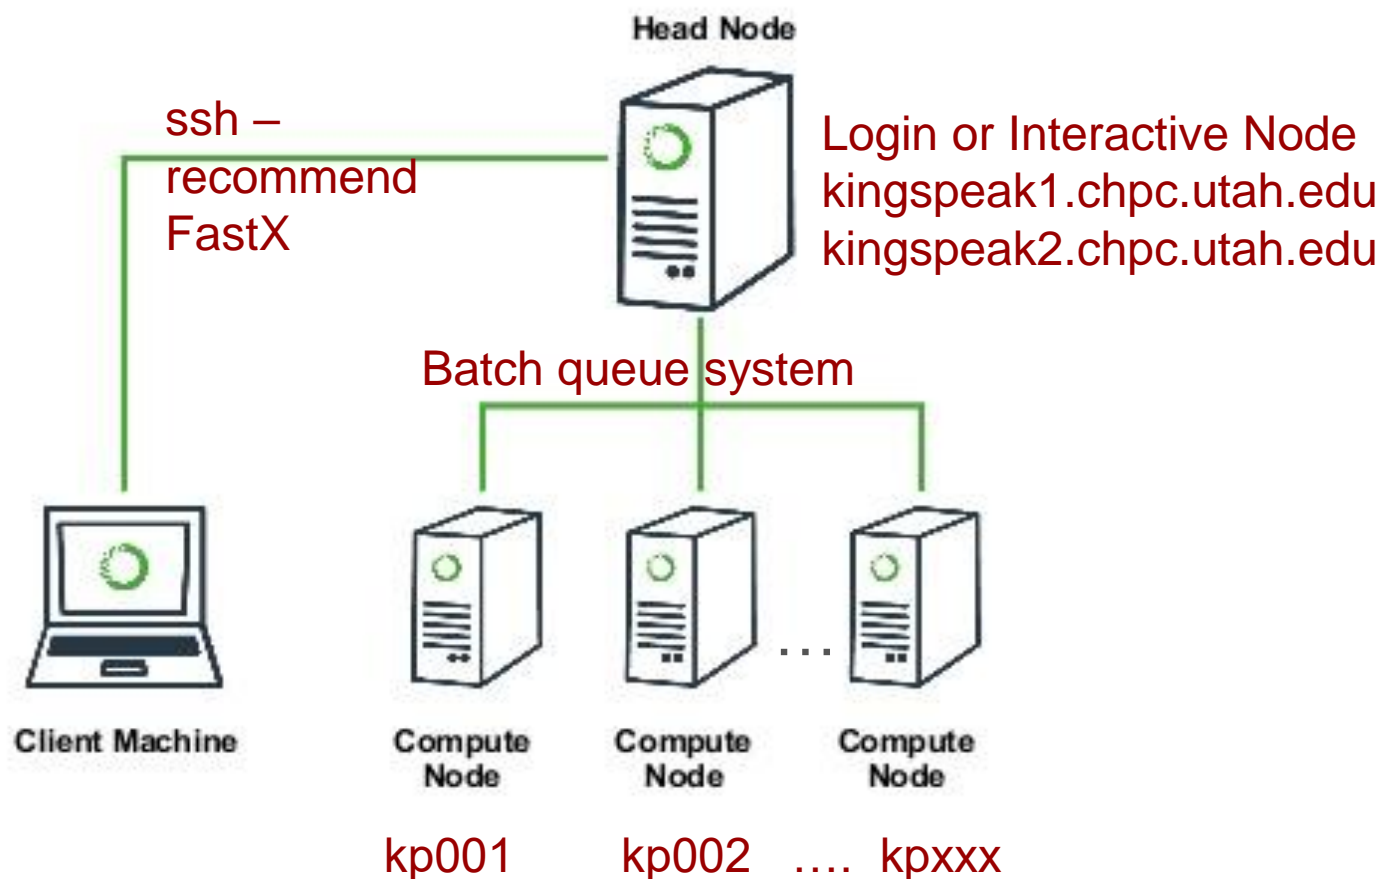 Head Node
ssh –
recommend
FastX
Login or Interactive Node
kingspeak1.chpc.utah.edu
kingspeak2.chpc.utah.edu
Batch queue system
...
Client Machine
Compute
Node
Compute
Node
Compute
Node
kp001 kp002 .... kpxxx